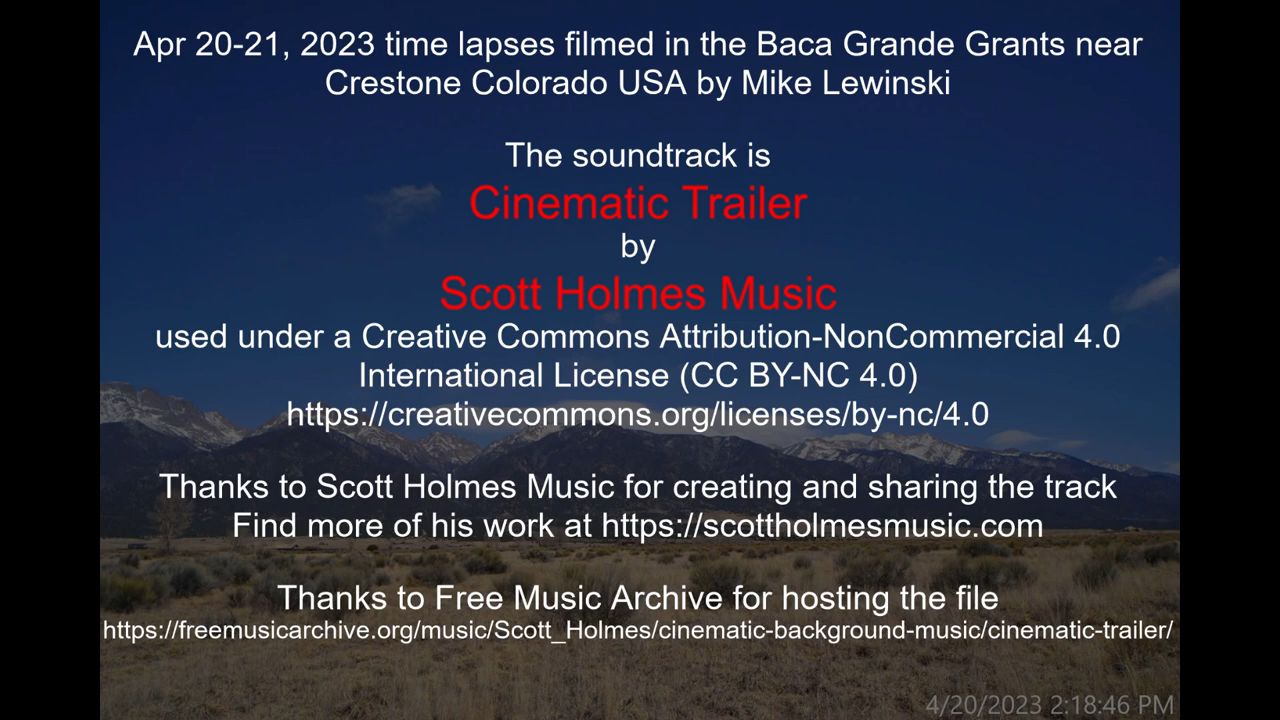 Apr 20-21, 2023 time lapses filmed in the Baca Grande Grants near
Crestone Colorado USA by Mike Lewinski
The soundtrack is
Cinematic Trailer
by
Scott Holmes Music
used under a Creative Commons Attribution-NonCommercial 4.0
International License (CC BY-NC 4.0)
https://creativecommons.org/licenses/by-nc/4.0
Thanks to Scott Holmes Music for creating and sharing the track
Find more of his work at https://scottholmesmusic.com
Thanks to Free Music Archive for hosting the file
https://freemusicarchive.org/music/Scott_Holmes/cinematic-background-music/cinematic-trailer/
4/20/2023 2:18:46 PM